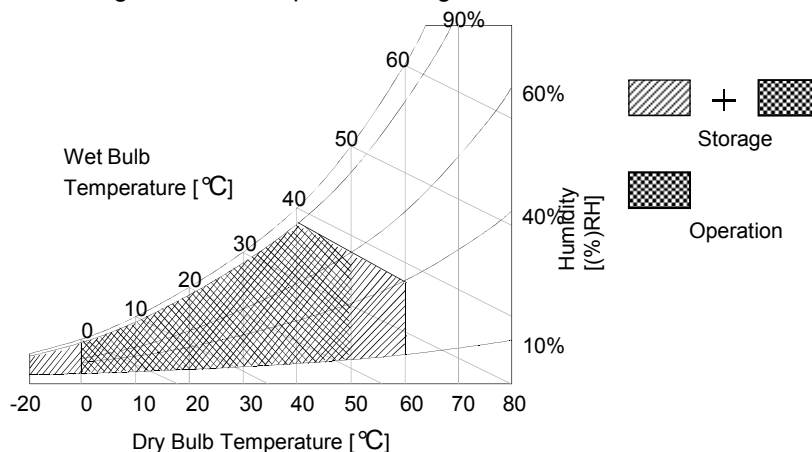 90%
60
60%
50
40
40%
30
20
10
0
10%
Wet Bulb
Temperature [℃]
Humidity
[(%)RH]
-20 0 10 20 30 40 50 60 70 80
Dry Bulb Temperature [℃]
+
Storage
Operation